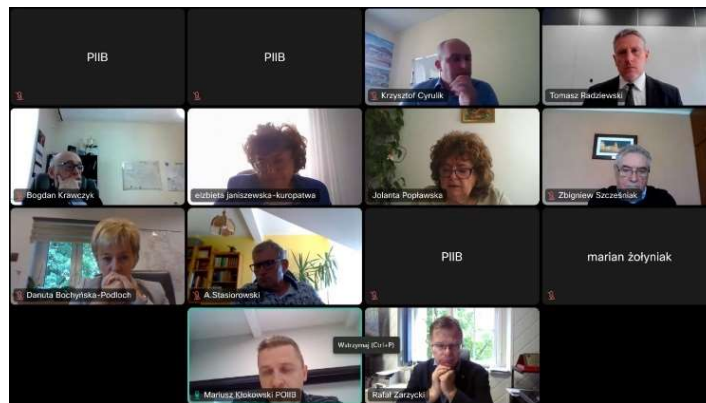 PIIB
PIIB
Krzysztof Cyrulik
Tomasz Radziewski
Bogdan Krawczyk
elzbieta janiszewska-kuropatwa
Jolanta Popławska
Zbigniew Szcześniak
Danuta Bochyńska-Podloch
A.Stasiorowski
PIIB
marian żołyniak
Mariusz Klokowski POIIB
Wstrzymaj (Ctrl+P)
Rafał Zarzycki